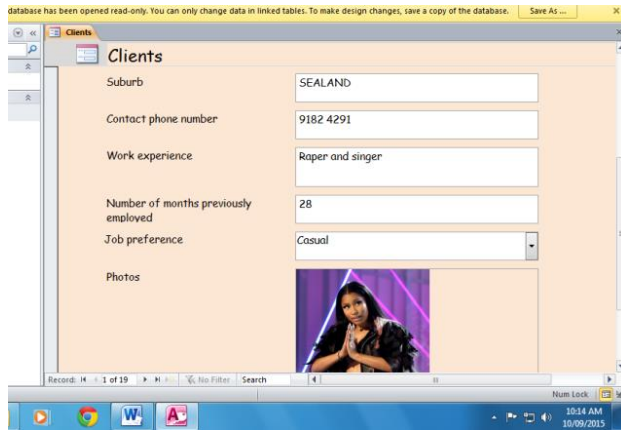 database has been opened read-only. You can only change data in linked tables. To make design changes, save a copy of the database. Save As ...
Clients
Clients
Suburb SEALAND
Contact phone number 9182 4291
Work experience Raper and singer
Number of months previously employed 28
Job preference Casual
Photos
Record: 1 of 19 No Filter Search
Num Lock
10:14 AM
10/09/2015